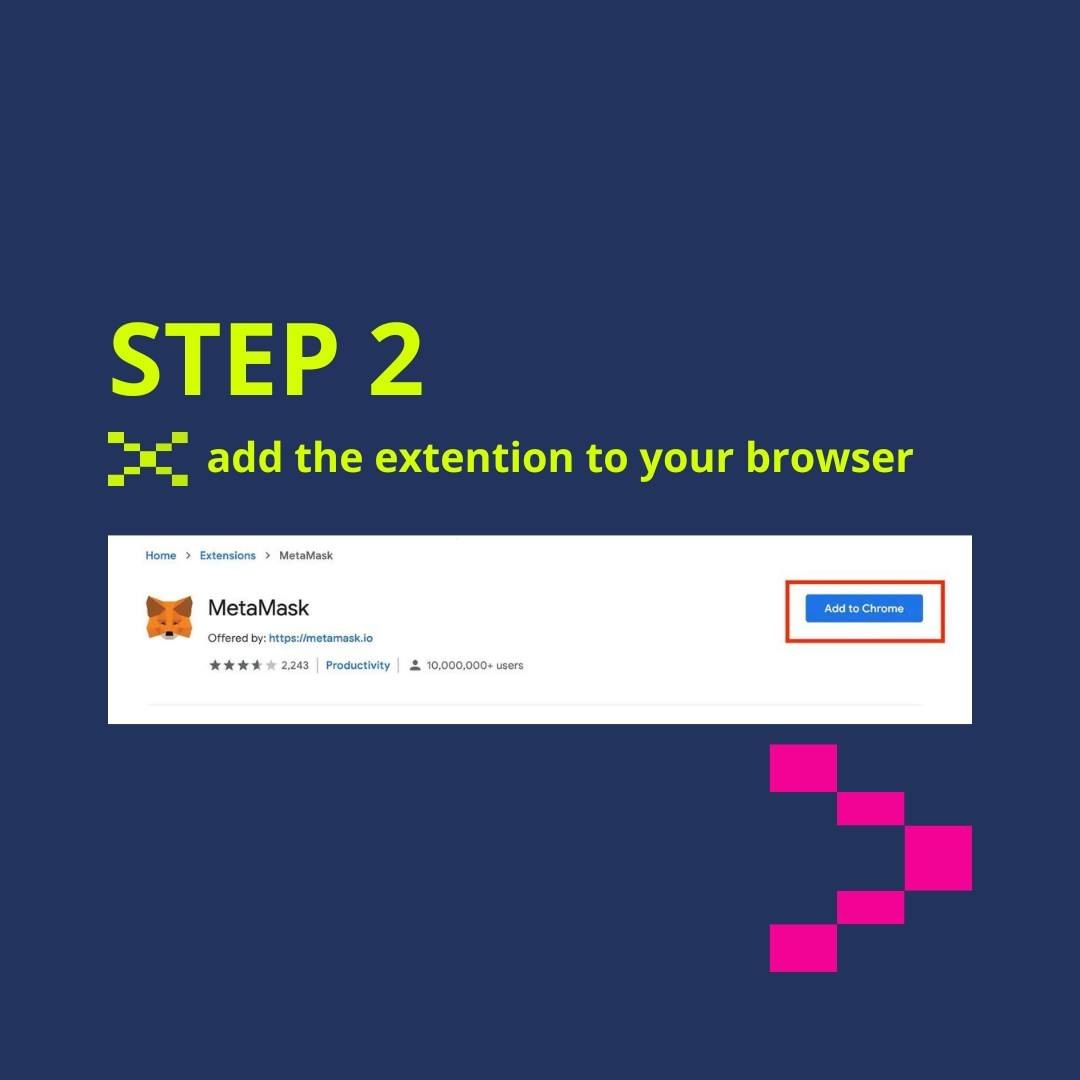 STEP 2
add the extention to your browser
Home > Extensions > MetaMask
MetaMask
Add to Chrome
Offered by: https://metamask.io
2,243 | Productivity | 10,000,000+ users